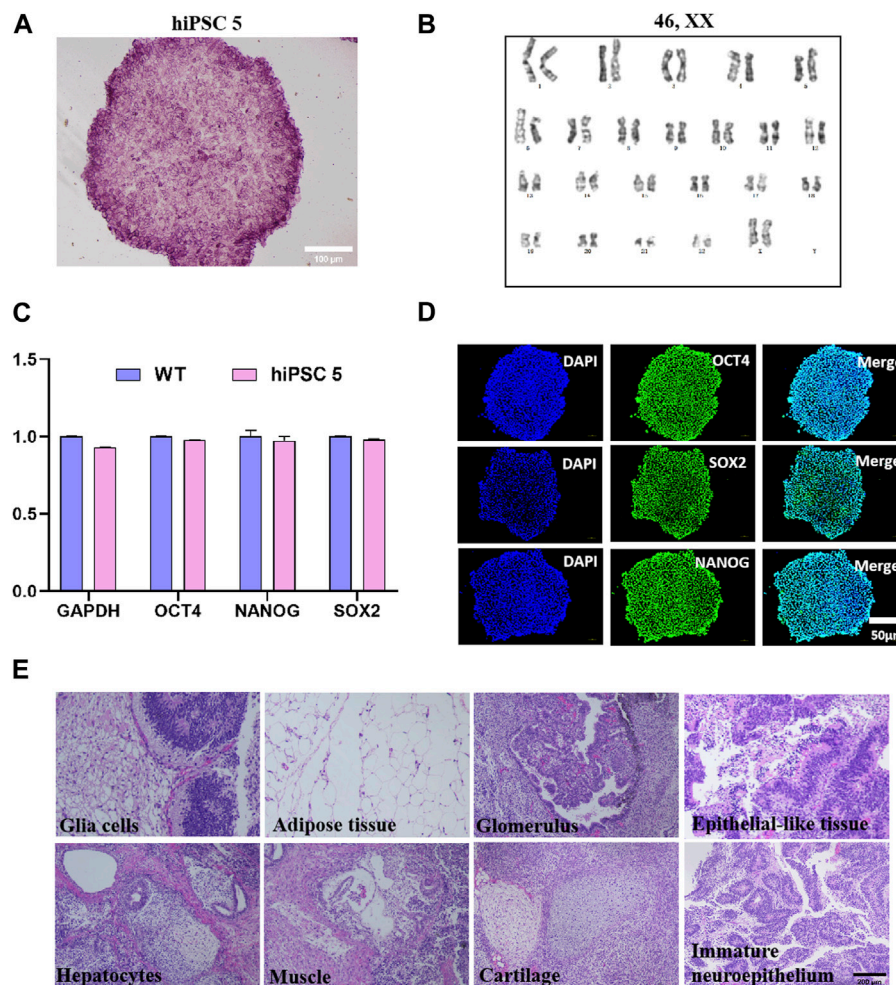 A
hiPSC 5
100 µm
B
46, XX
1 2 3 4 5
6 7 8 9 10 11 12
13 14 15 16 17 18
19 20 21 22 X Y
C
1.5
1.0
0.5
0.0
WT
hiPSC 5
GAPDH OCT4 NANOG SOX2
D
DAPI OCT4 Merge
DAPI SOX2 Merge
DAPI NANOG Merge
50µm
E
Glia cells
Adipose tissue
Glomerulus
Epithelial-like tissue
Hepatocytes
Muscle
Cartilage
Immature
neuroepithelium
200 µm